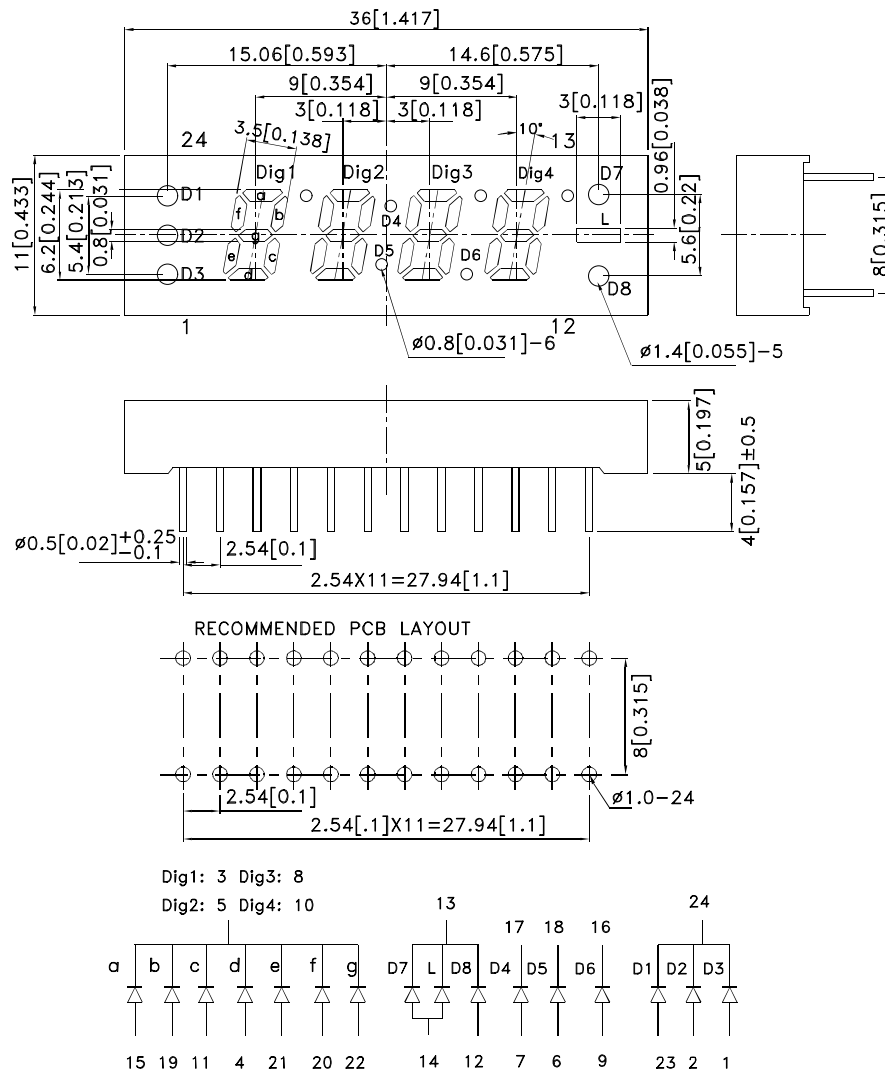 36[1.417]
15.06[0.593]
14.6[0.575]
9[0.354]
9[0.354]
3[0.118]
3[0.118]
3[0.118]
0.96[0.038]
3.5[0.138]
10°
24
13
Dig1
Dig2
Dig3
Dig4
D7
D1
a
f
b
D4
L
D2
g
D5
D6
e
c
D3
d
D8
11[0.433]
6.2[0.244]
5.4[0.213]
0.8[0.031]
5.6[0.22]
8[0.315]
1
12
ø0.8[0.031]-6
ø1.4[0.055]-5
5[0.197]
4[0.157]±0.5
ø0.5[0.02]+0.25 -0.1
2.54[0.1]
2.54X11=27.94[1.1]
RECOMMENDED PCB LAYOUT
8[0.315]
2.54[0.1]
ø1.0-24
2.54[.1]X11=27.94[1.1]
Dig1: 3 Dig3: 8
Dig2: 5 Dig4: 10
13
17 18 16
24
a b c d e f g
D7 L D8 D4 D5 D6 D1 D2 D3
15 19 11 4 21 20 22 14 12 7 6 9 23 2 1